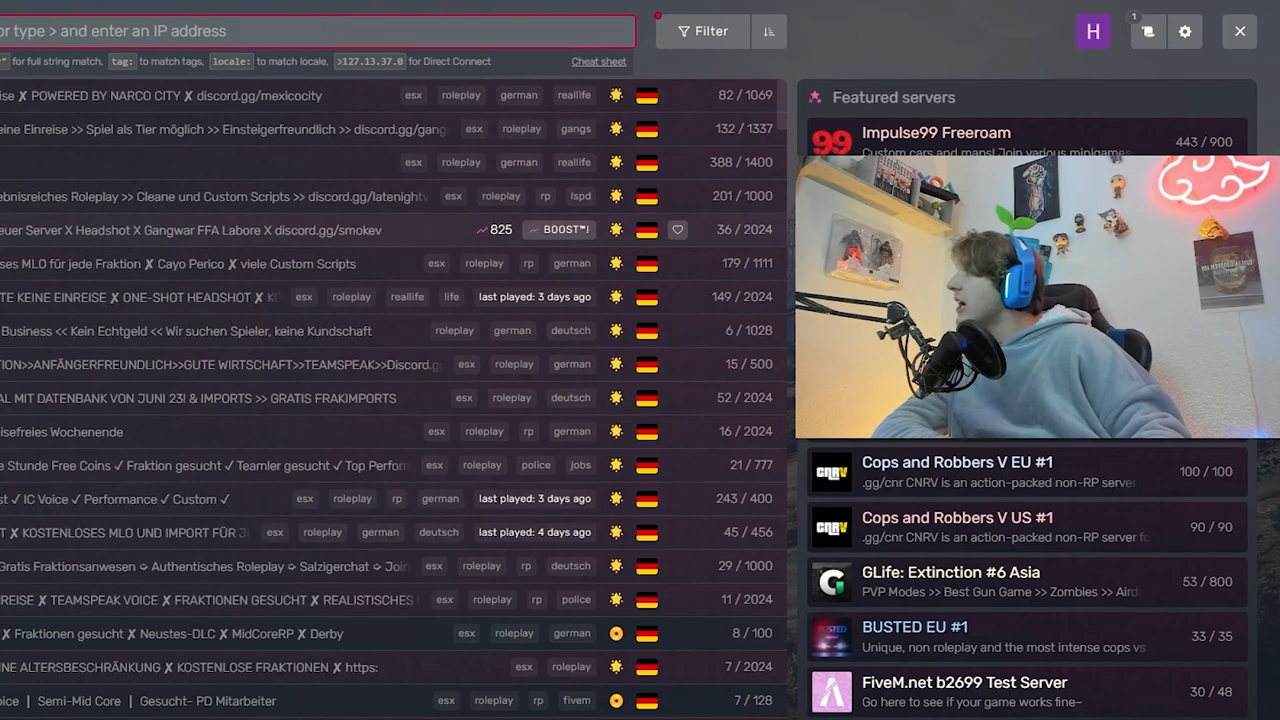 or type > and enter an IP address
Filter
H
1
for full string match, tag: to match tags, locale: to match locale, >127.13.37.0 for Direct Connect
Cheat sheet
ise ✗ POWERED BY NARCO CITY ✗ discord.gg/mexicocity esx roleplay german reallife 82 / 1069
eine Einreise >> Spiel als Tier möglich >> Einsteigerfreundlich >> discord.gg/gang esx roleplay gangs 132 / 1337
esx roleplay german reallife 388 / 1400
ebnisreiches Roleplay >> Cleane und Custom Scripts >> discord.gg/latenightv esx roleplay rp lspd 201 / 1000
euer Server X Headshot X Gangwar FFA Labore X discord.gg/smokev 825 BOOST™! 36 / 2024
ses MLO für jede Fraktion ✗ Cayo Perico ✗ viele Custom Scripts esx roleplay rp german 179 / 1111
TE KEINE EINREISE ✗ ONE-SHOT HEADSHOT ✗ esx roleplay reallife life last played: 3 days ago 149 / 2024
Business << Kein Echtgeld << Wir suchen Spieler, keine Kundschaft roleplay german deutsch 6 / 1028
TION>>ANFÄNGERFREUNDLICH>>GUTE WIRTSCHAFT>>TEAMSPEAK>>Discord.g esx roleplay german 15 / 500
AL MIT DATENBANK VON JUNI 23! & IMPORTS >> GRATIS FRAKIMPORTS esx roleplay deutsch 52 / 2024
isefreies Wochenende esx roleplay rp german 16 / 2024
e Stunde Free Coins ✓ Fraktion gesucht ✓ Teamler gesucht ✓ Top Perfor esx roleplay police jobs 21 / 777
st ✓ IC Voice ✓ Performance ✓ Custom ✓ esx roleplay rp german last played: 3 days ago 243 / 400
T ✗ KOSTENLOSES MLO UND IMPORT FÜR J esx roleplay german deutsch last played: 4 days ago 45 / 456
Gratis Fraktionsanwesen ➭ Authentisches Roleplay ➭ Salzigerchat ➭ Join esx roleplay rp deutsch 29 / 1000
REISE ✗ TEAMSPEAK VOICE ✗ FRAKTIONEN GESUCHT ✗ REALISTISCHES esx roleplay rp police 11 / 2024
✗ Fraktionen gesucht ✗ Neustes-DLC ✗ MidCoreRP ✗ Derby esx roleplay german 8 / 100
INE ALTERSBESCHRÄNKUNG ✗ KOSTENLOSE FRAKTIONEN ✗ https: esx roleplay 7 / 2024
oice | Semi-Mid Core | Gesucht- PD Mitarbeiter esx roleplay rp fivem 7 / 128
Featured servers
99 Impulse99 Freeroam 443 / 900
Custom cars and maps! Join various minigames
CNRV Cops and Robbers V EU #1 100 / 100
.gg/cnr CNRV is an action-packed non-RP server
CNRV Cops and Robbers V US #1 90 / 90
.gg/cnr CNRV is an action-packed non-RP server fo
G GLife: Extinction #6 Asia 53 / 800
PVP Modes >> Best Gun Game >> Zombies >> Aird
BUSTED BUSTED EU #1 33 / 35
Unique, non roleplay and the most intense cops vs
FiveM.net b2699 Test Server 30 / 48
Go here to see if your game works fine~